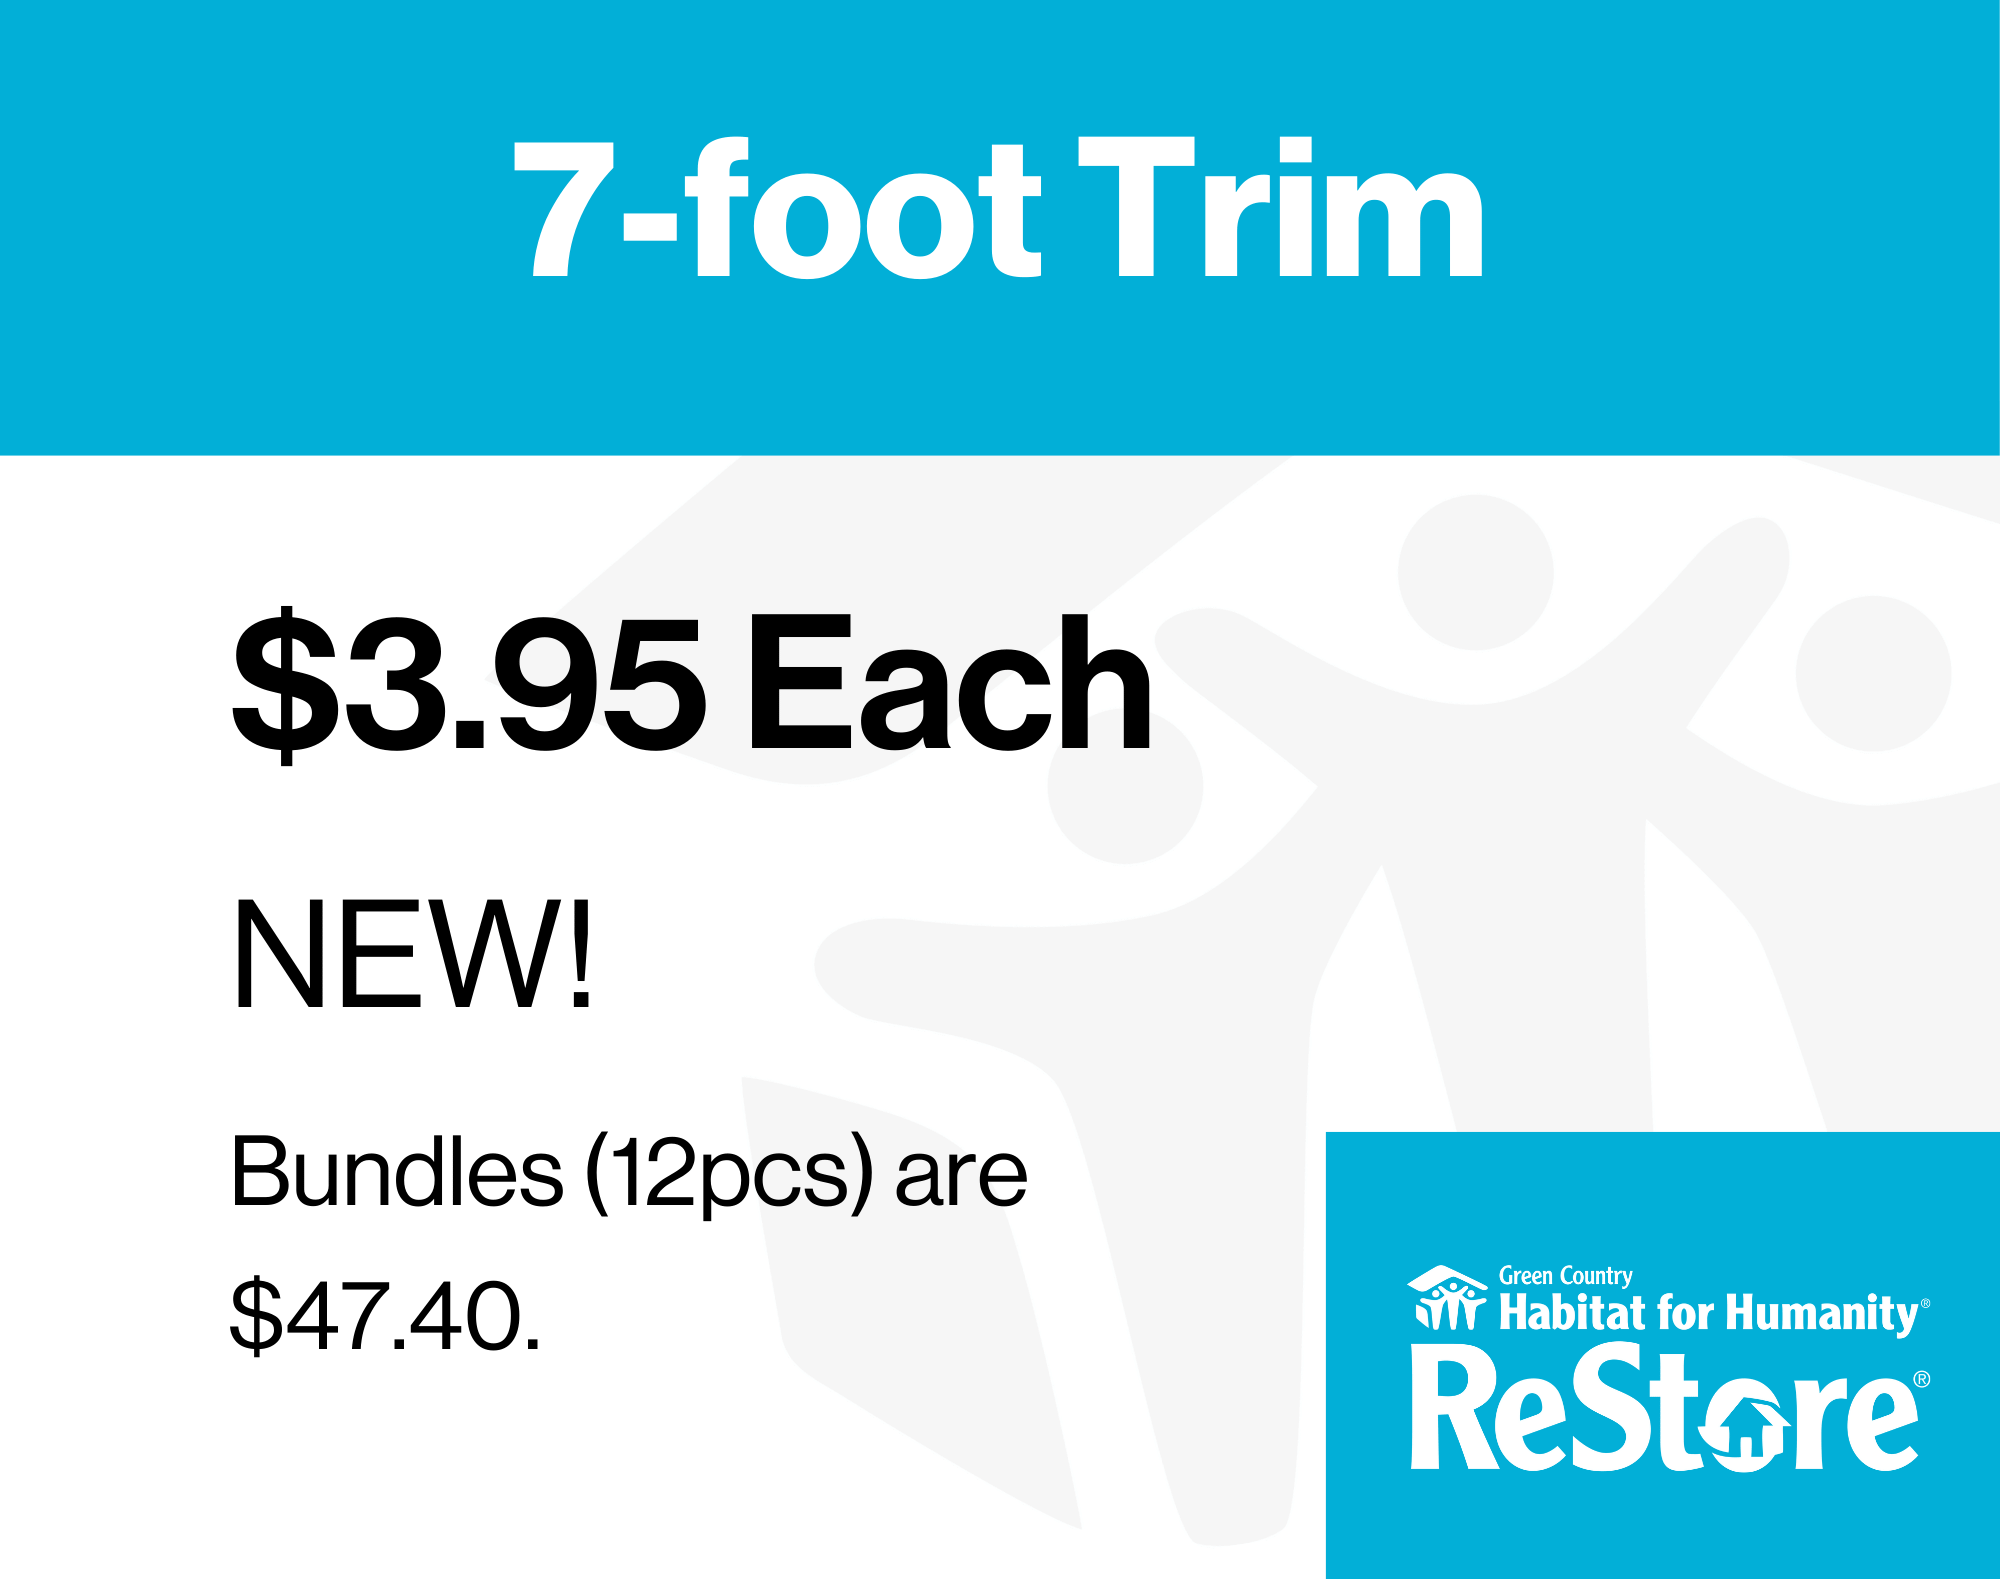 7-foot Trim
$3.95 Each
NEW!
Bundles (12pcs) are
$47.40.
Green Country
Habitat for Humanity®
ReStore®